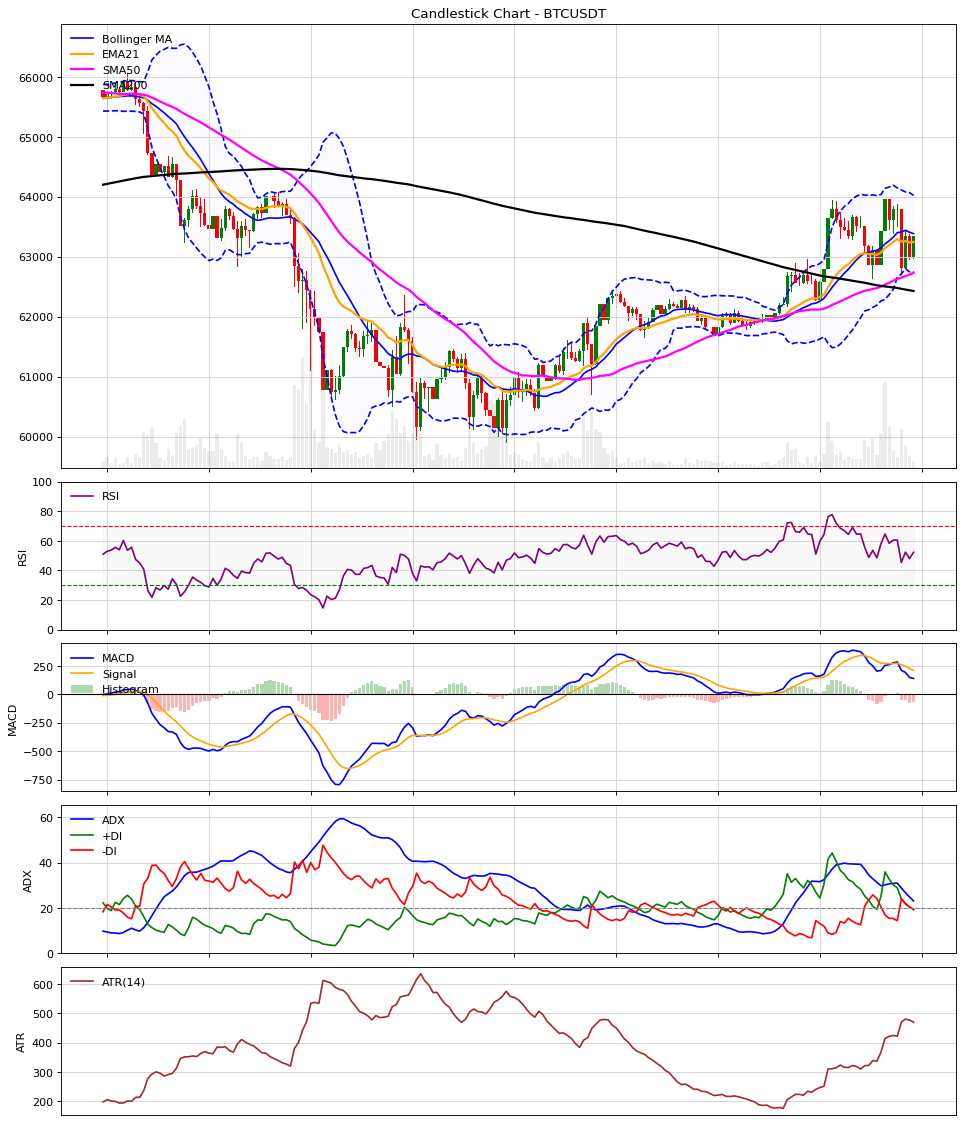 Candlestick Chart - BTCUSDT
Bollinger MA
EMA21
SMA50
SMA200
66000
65000
64000
63000
62000
61000
60000
RSI
100
80
60
40
20
0
RSI
MACD
Signal
Histogram
250
0
−250
−500
−750
MACD
ADX
+DI
-DI
60
40
20
0
ADX
ATR(14)
600
500
400
300
200
ATR